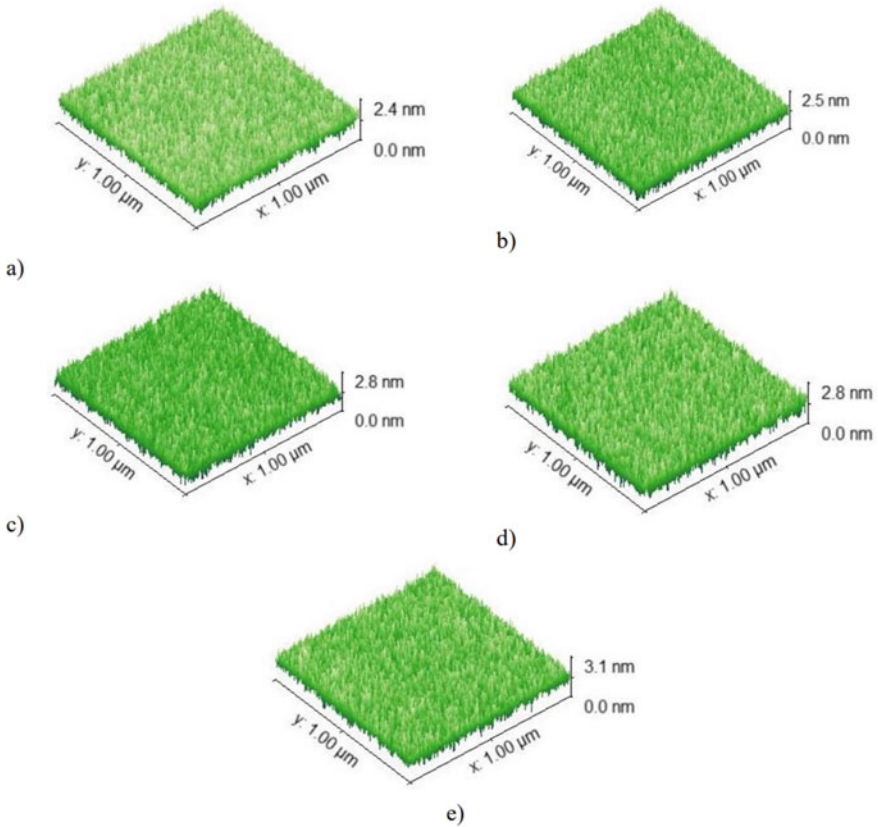 2.4 nm
0.0 nm
y: 1.00 µm
x: 1.00 µm
a)
2.5 nm
0.0 nm
y: 1.00 µm
x: 1.00 µm
b)
2.8 nm
0.0 nm
y: 1.00 µm
x: 1.00 µm
c)
2.8 nm
0.0 nm
y: 1.00 µm
x: 1.00 µm
d)
3.1 nm
0.0 nm
y: 1.00 µm
x: 1.00 µm
e)